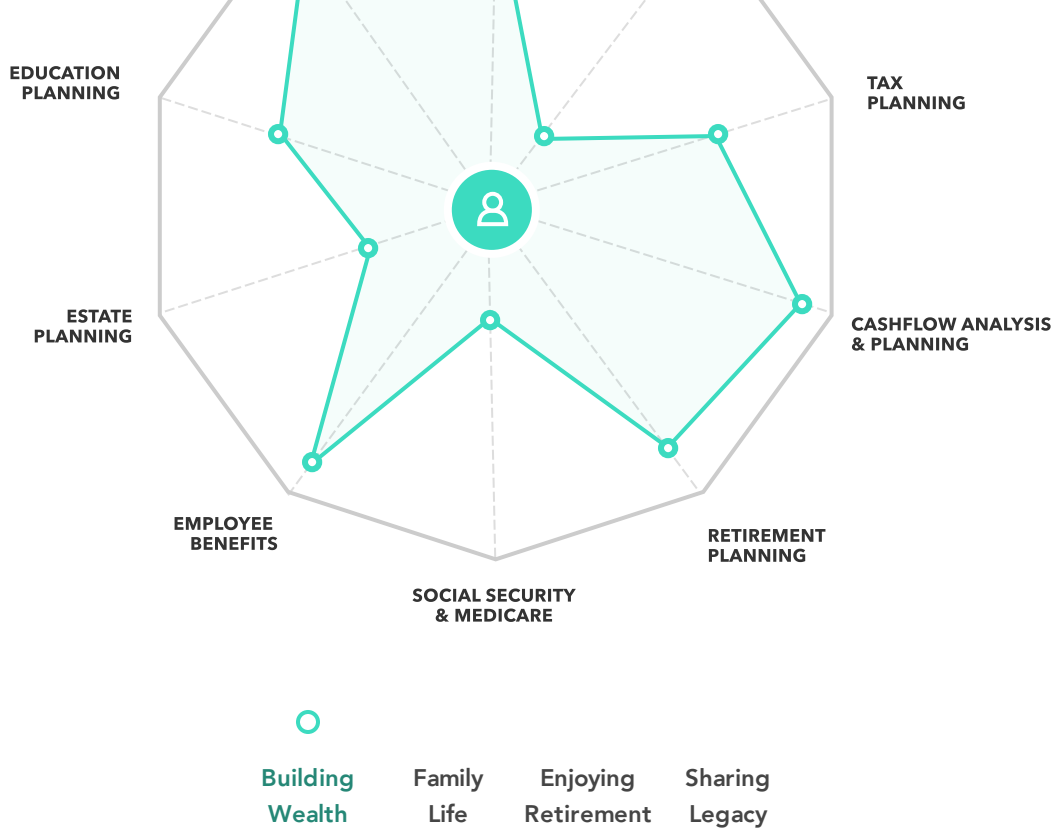 EDUCATION
PLANNING
TAX
PLANNING
ESTATE
PLANNING
CASHFLOW ANALYSIS
& PLANNING
EMPLOYEE
BENEFITS
RETIREMENT
PLANNING
SOCIAL SECURITY
& MEDICARE
Building
Wealth
Family
Life
Enjoying
Retirement
Sharing
Legacy